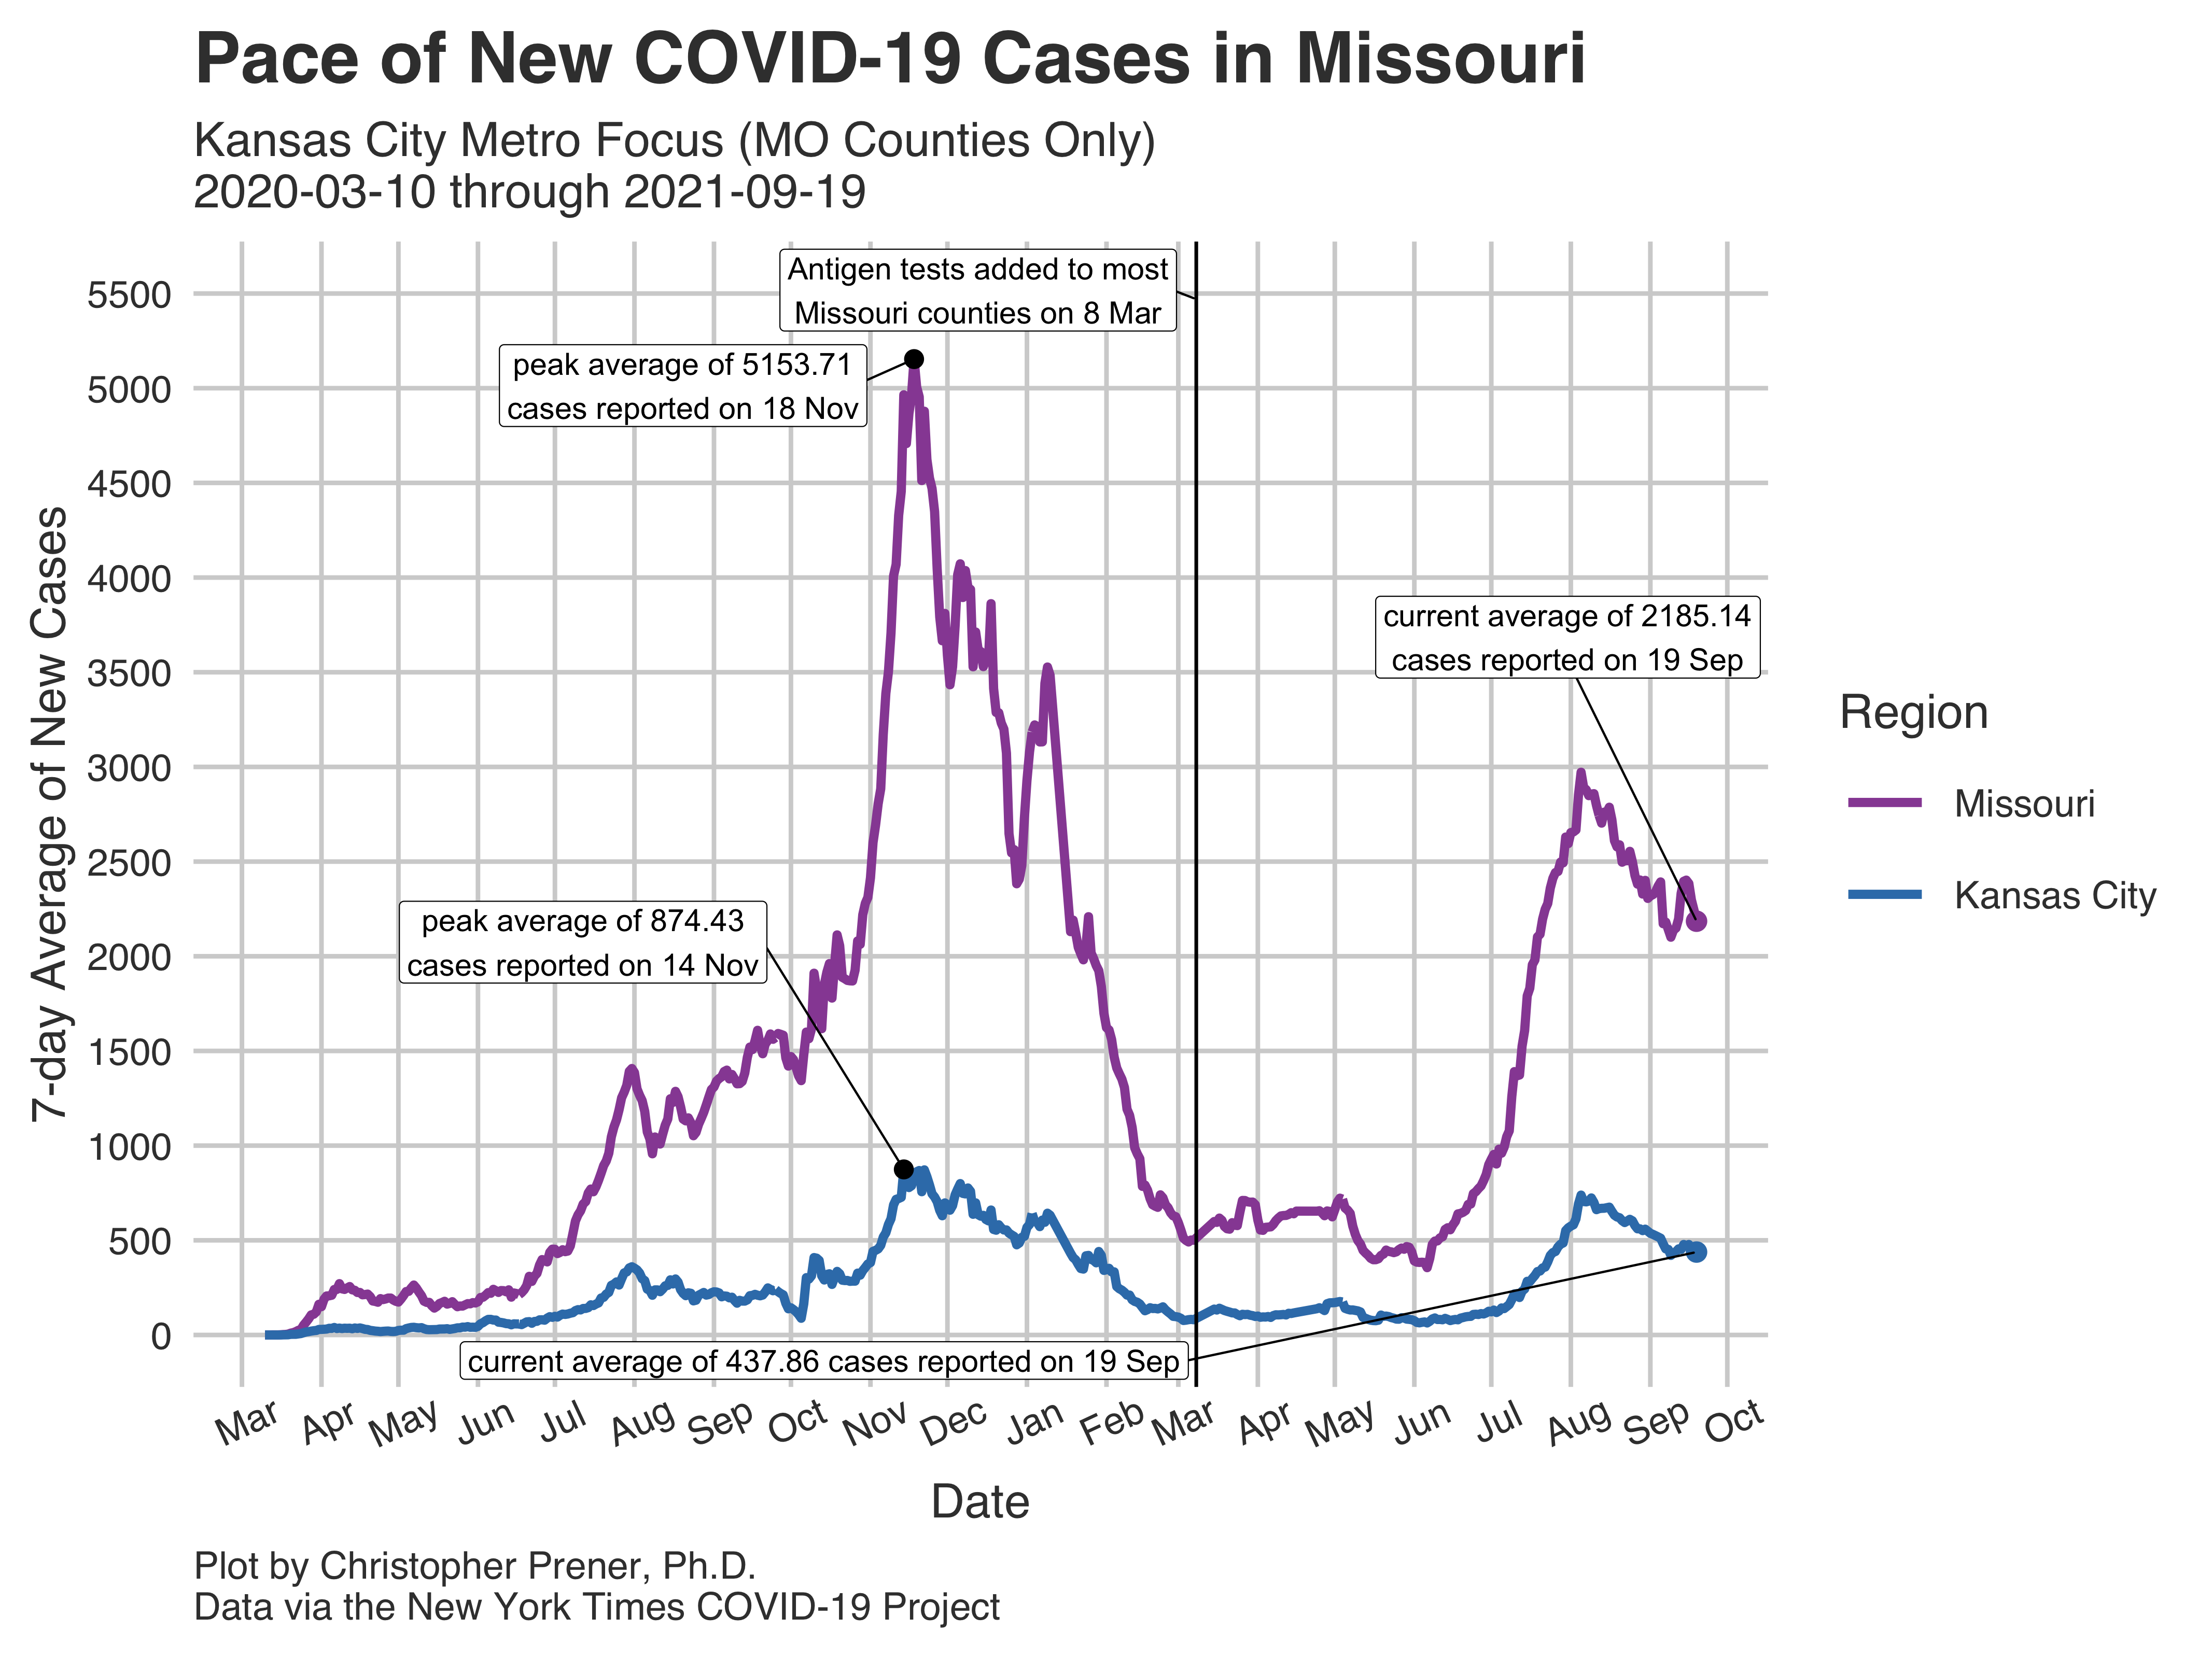 Pace of New COVID-19 Cases in Missouri
Kansas City Metro Focus (MO Counties Only)
2020-03-10 through 2021-09-19
Antigen tests added to most
Missouri counties on 8 Mar
peak average of 5153.71
cases reported on 18 Nov
current average of 2185.14
cases reported on 19 Sep
peak average of 874.43
cases reported on 14 Nov
current average of 437.86 cases reported on 19 Sep
7-day Average of New Cases
5500
5000
4500
4000
3500
3000
2500
2000
1500
1000
500
0
Mar Apr May Jun Jul Aug Sep Oct Nov Dec Jan Feb Mar Apr May Jun Jul Aug Sep Oct
Date
Region
Missouri
Kansas City
Plot by Christopher Prener, Ph.D.
Data via the New York Times COVID-19 Project